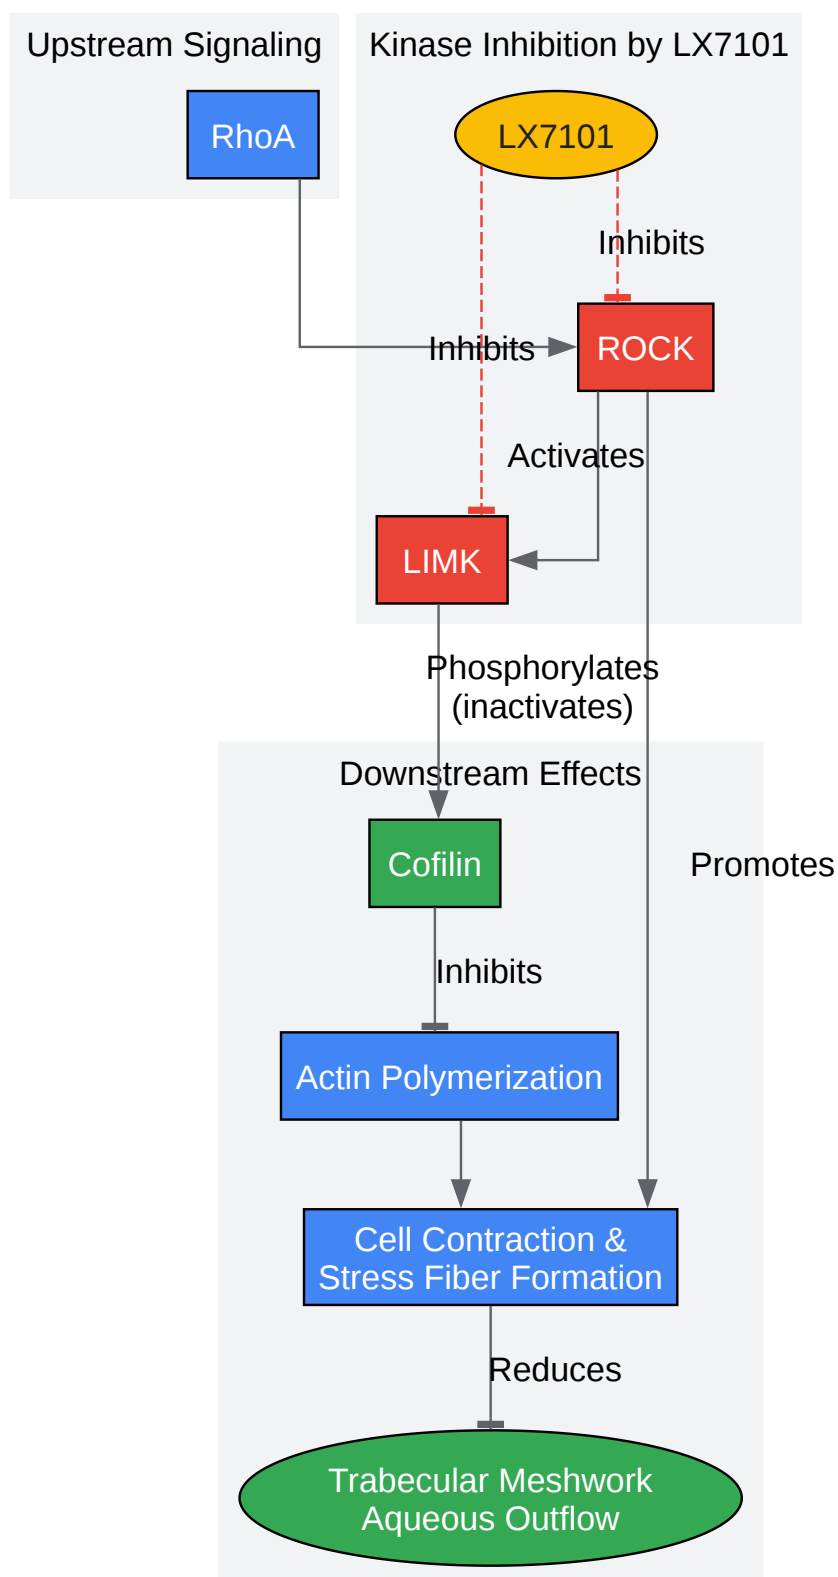 Upstream Signaling
Kinase Inhibition by LX7101
RhoA
LX7101
Inhibits
Inhibits
ROCK
Activates
LIMK
Phosphorylates
(inactivates)
Downstream Effects
Cofilin
Promotes
Inhibits
Actin Polymerization
Cell Contraction &
Stress Fiber Formation
Reduces
Trabecular Meshwork
Aqueous Outflow